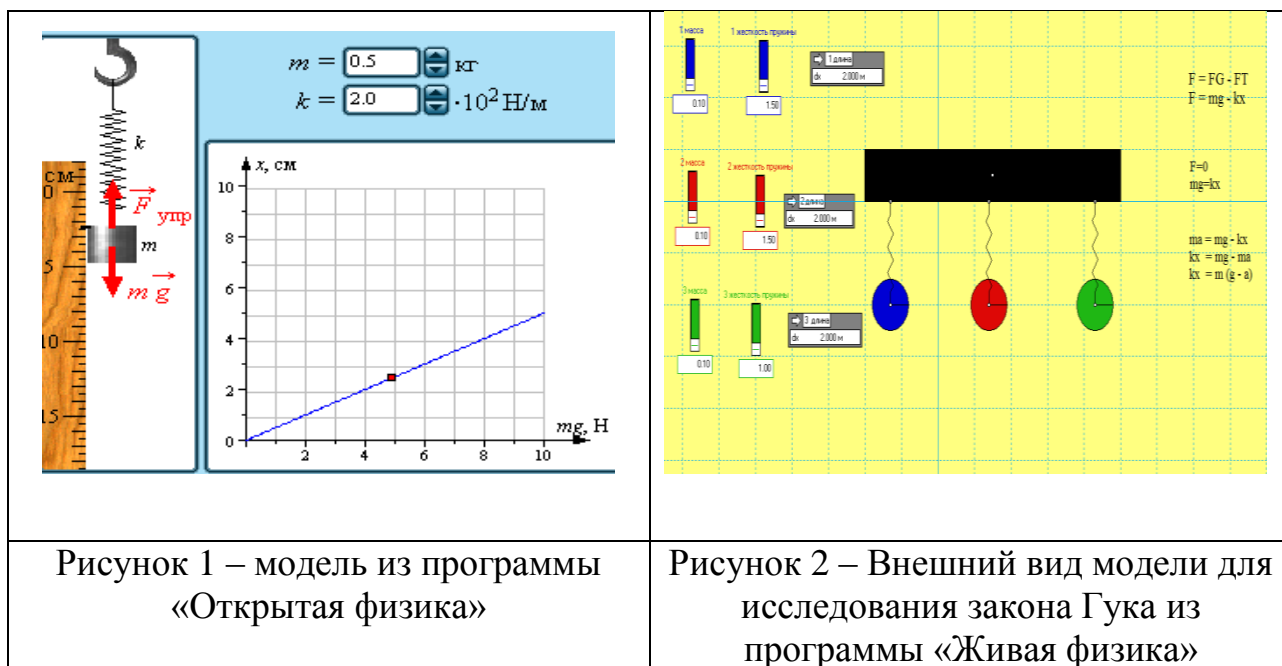 m = 0.5 кг
k = 2.0 ·10² Н/м
k
см
0
F упр
m
5
m g
10
15
x, см
10
8
6
4
2
0
2 4 6 8 10
mg, Н
1 масса 1 жесткость пружины
1 длина
dx 2.000 м
0.10 1.50
2 масса 2 жесткость пружины
2 длина
dx 2.000 м
0.10 1.50
3 масса 3 жесткость пружины
3 длина
dx 2.000 м
0.10 1.00
F = FG - FT
F = mg - kx
F=0
mg=kx
ma = mg - kx
kx = mg - ma
kx = m (g - a)
Рисунок 1 – модель из программы
«Открытая физика»
Рисунок 2 – Внешний вид модели для
исследования закона Гука из
программы «Живая физика»